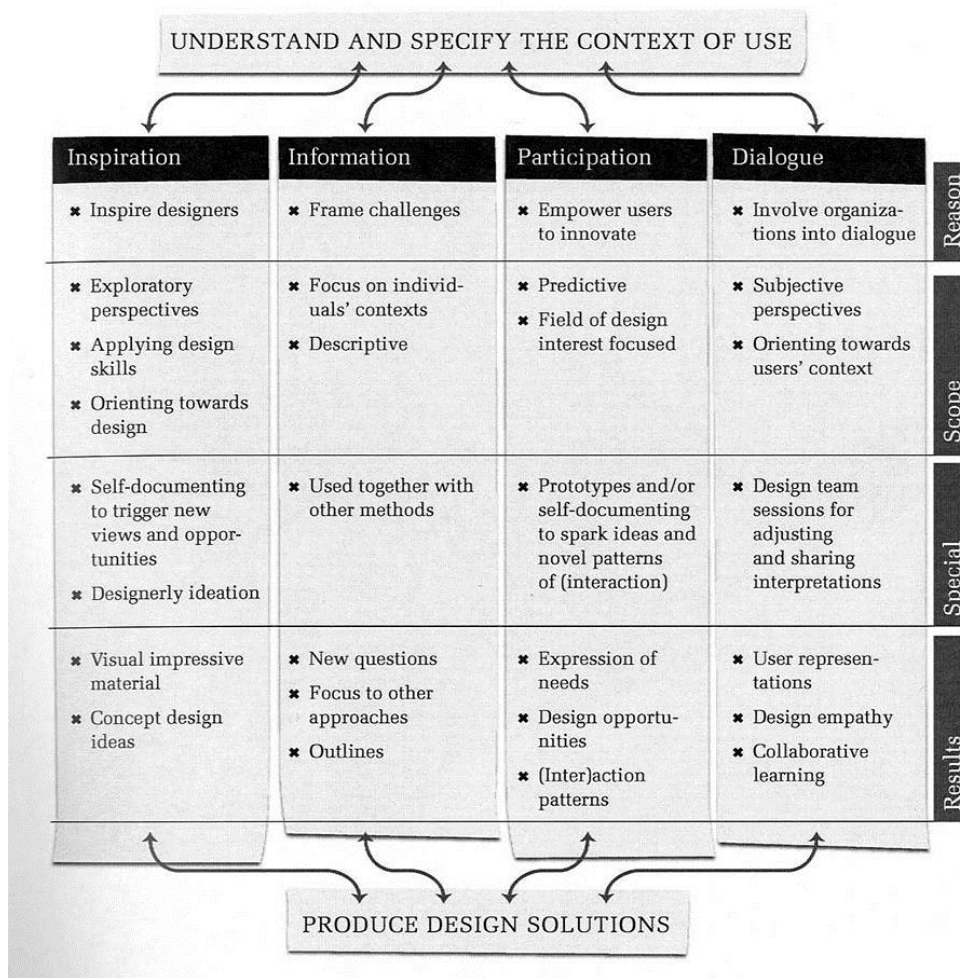 UNDERSTAND AND SPECIFY THE CONTEXT OF USE
Inspiration
Information
Participation
Dialogue
Reason
✖ Inspire designers
✖ Frame challenges
✖ Empower users
to innovate
✖ Involve organiza-
tions into dialogue
Scope
✖ Exploratory
perspectives
✖ Applying design
skills
✖ Orienting towards
design
✖ Focus on individ-
uals' contexts
✖ Descriptive
✖ Predictive
✖ Field of design
interest focused
✖ Subjective
perspectives
✖ Orienting towards
users' context
Special
✖ Self-documenting
to trigger new
views and oppor-
tunities
✖ Designerly ideation
✖ Used together with
other methods
✖ Prototypes and/or
self-documenting
to spark ideas and
novel patterns
of (interaction)
✖ Design team
sessions for
adjusting
and sharing
interpretations
Results
✖ Visual impressive
material
✖ Concept design
ideas
✖ New questions
✖ Focus to other
approaches
✖ Outlines
✖ Expression of
needs
✖ Design opportu-
nities
✖ (Inter)action
patterns
✖ User represen-
tations
✖ Design empathy
✖ Collaborative
learning
PRODUCE DESIGN SOLUTIONS